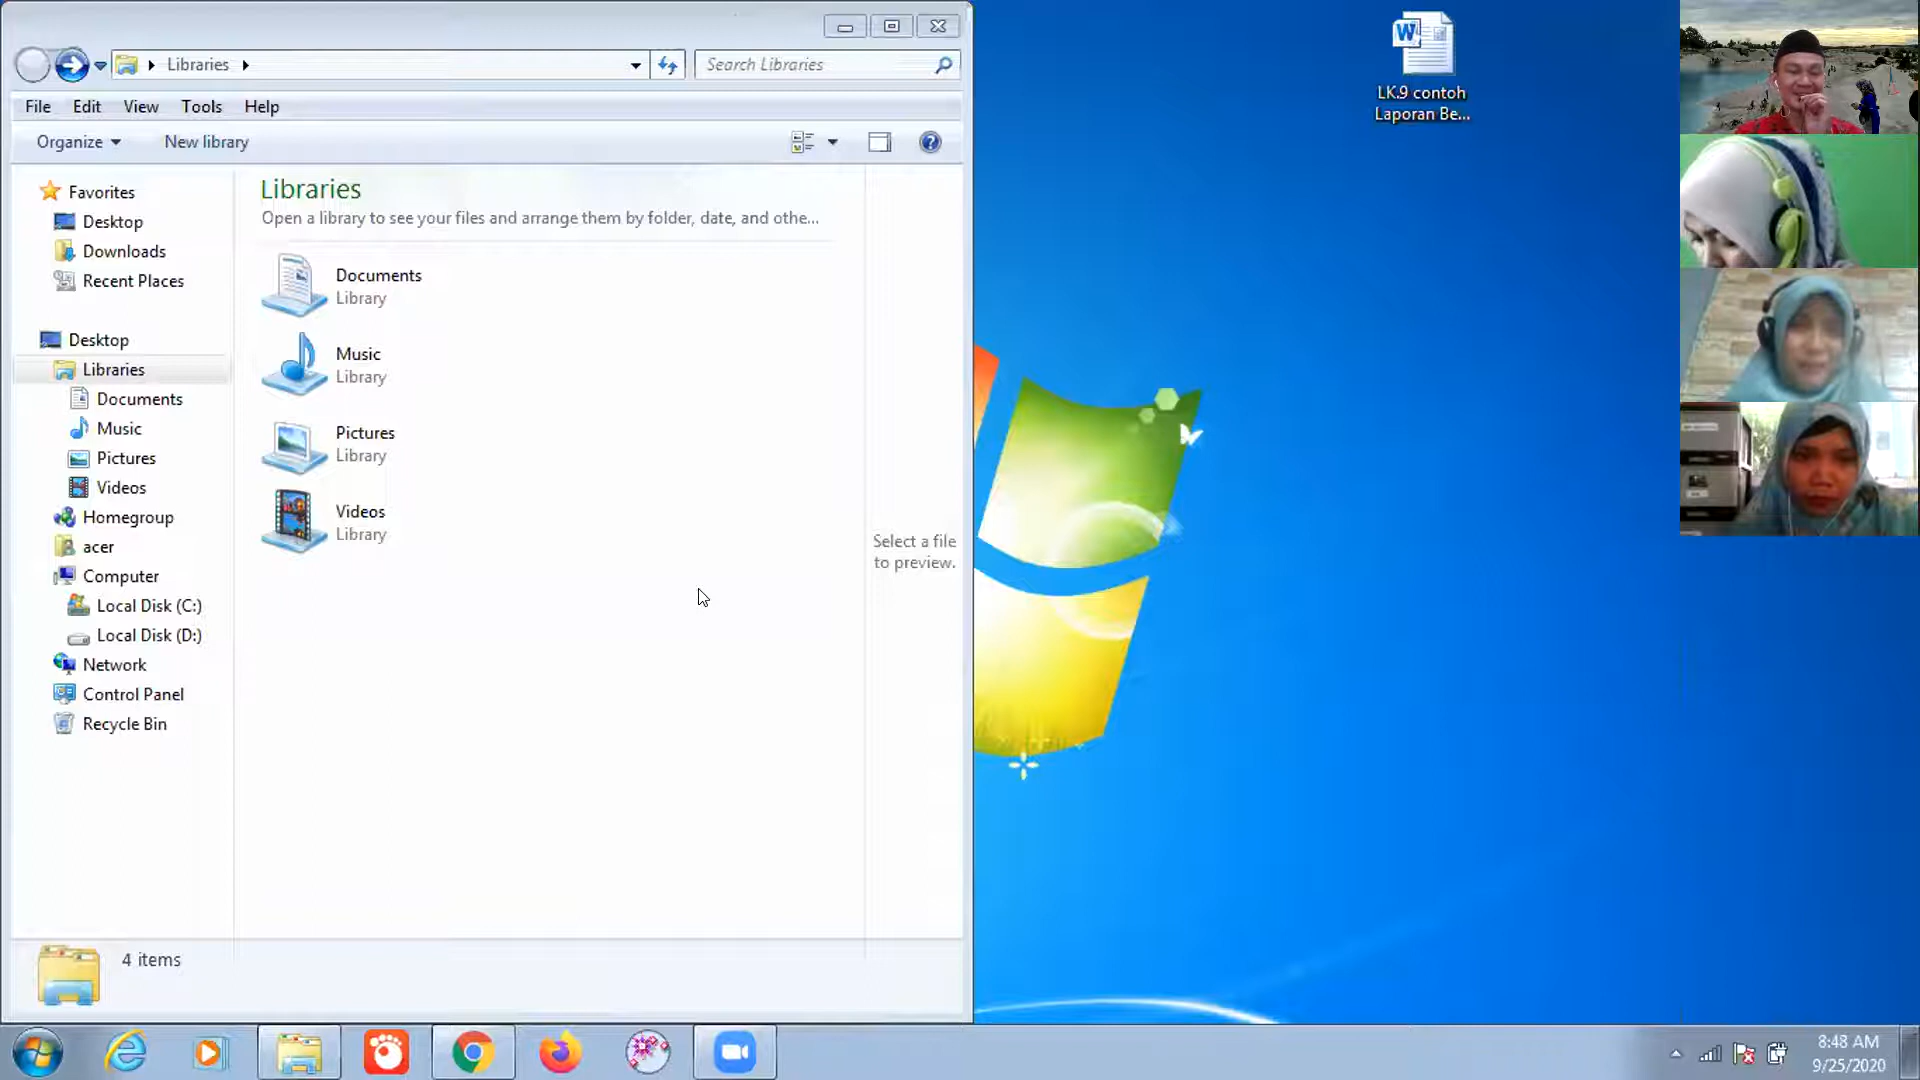 Libraries
Search Libraries
File Edit View Tools Help
Organize New library
Favorites
Desktop
Downloads
Recent Places
Desktop
Libraries
Documents
Music
Pictures
Videos
Homegroup
acer
Computer
Local Disk (C:)
Local Disk (D:)
Network
Control Panel
Recycle Bin
Libraries
Open a library to see your files and arrange them by folder, date, and othe...
Documents
Library
Music
Library
Pictures
Library
Videos
Library
Select a file
to preview.
4 items
W
LK.9 contoh
Laporan Be...
8:48 AM
9/25/2020